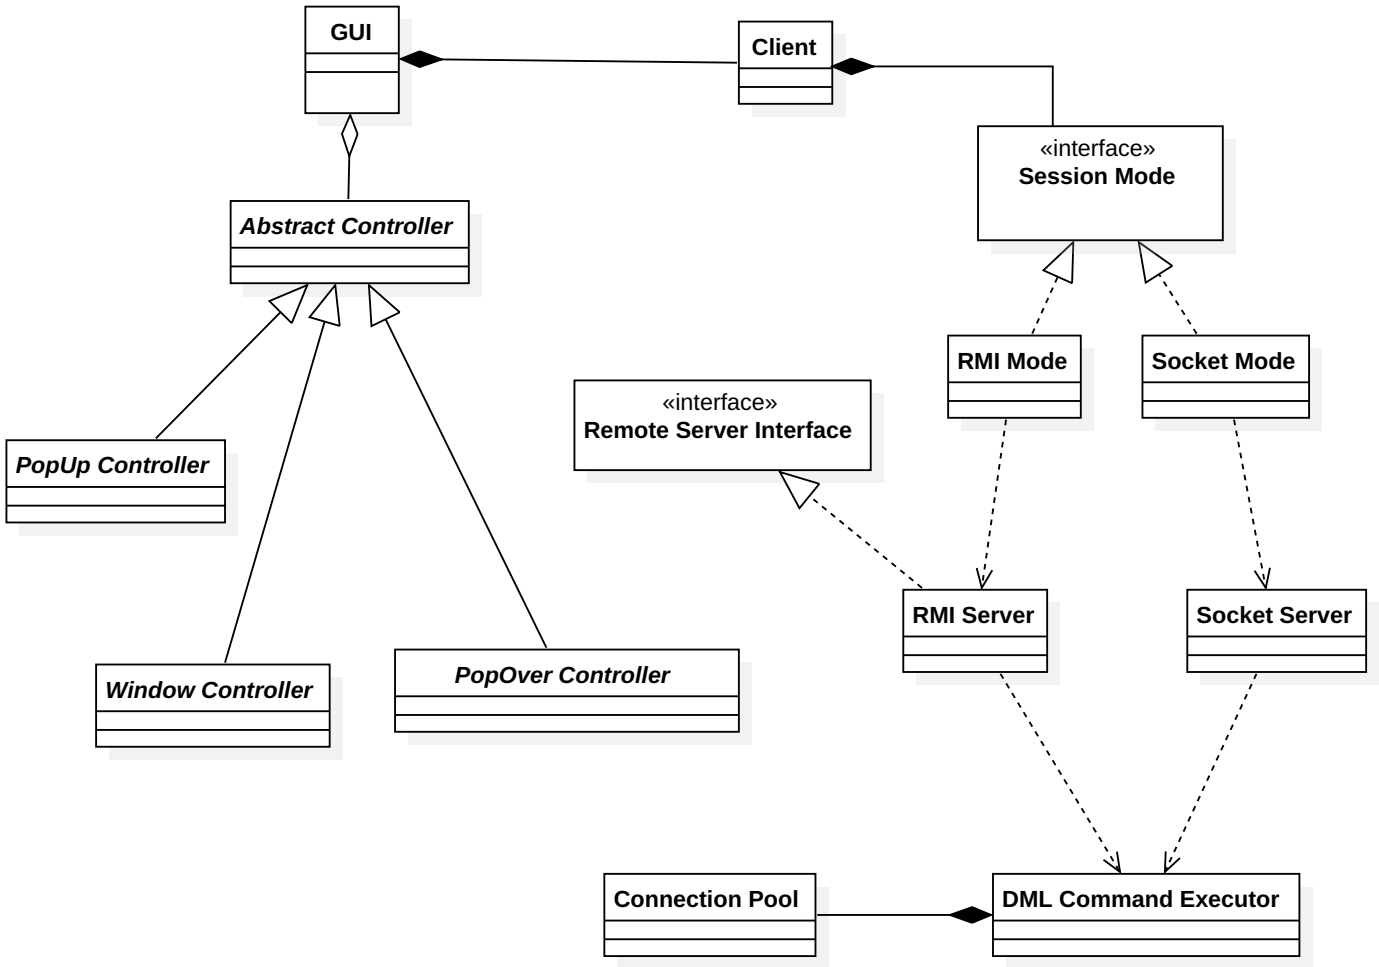 GUI
Client
«interface»
Session Mode
Abstract Controller
RMI Mode
Socket Mode
«interface»
Remote Server Interface
PopUp Controller
RMI Server
Socket Server
Window Controller
PopOver Controller
Connection Pool
DML Command Executor